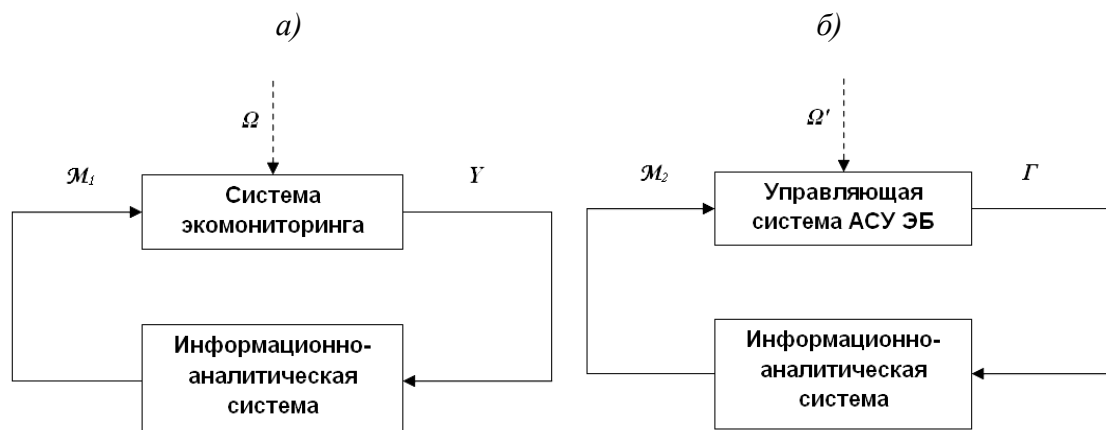 а)
б)
Ω
Ω'
M₁
Y
M₂
Г
Система
экомониторинга
Управляющая
система АСУ ЭБ
Информационно-
аналитическая
система
Информационно-
аналитическая
система